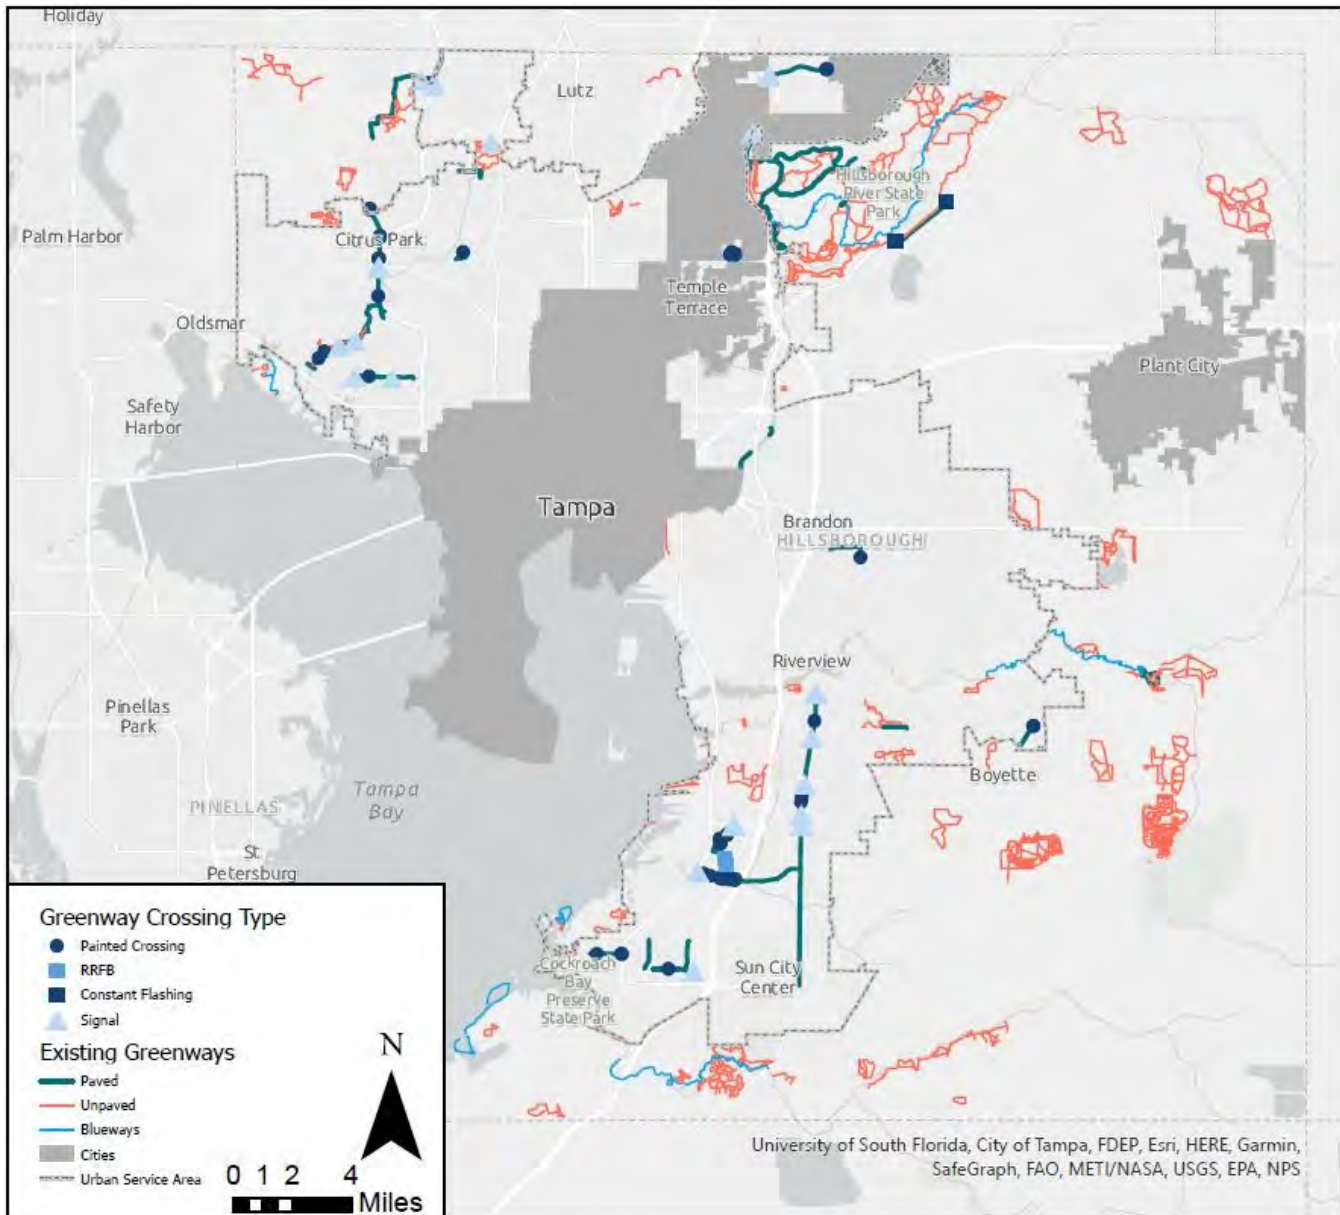 Holiday
Lutz
Hillsborough
River State
Park
Palm Harbor
Citrus Park
Temple
Terrace
Oldsmar
Plant City
Safety
Harbor
Tampa
Brandon
HILLSBOROUGH
Riverview
Pinellas
Park
Boyette
Tampa
Bay
PINELLAS
St
Petersburg
Cockroach
Bay
Preserve
State Park
Sun City
Center
Greenway Crossing Type
Painted Crossing
RRFB
Constant Flashing
Signal
Existing Greenways
Paved
Unpaved
Blueways
Cities
Urban Service Area
N
0 1 2 4
Miles
University of South Florida, City of Tampa, FDEP, Esri, HERE, Garmin,
SafeGraph, FAO, METI/NASA, USGS, EPA, NPS